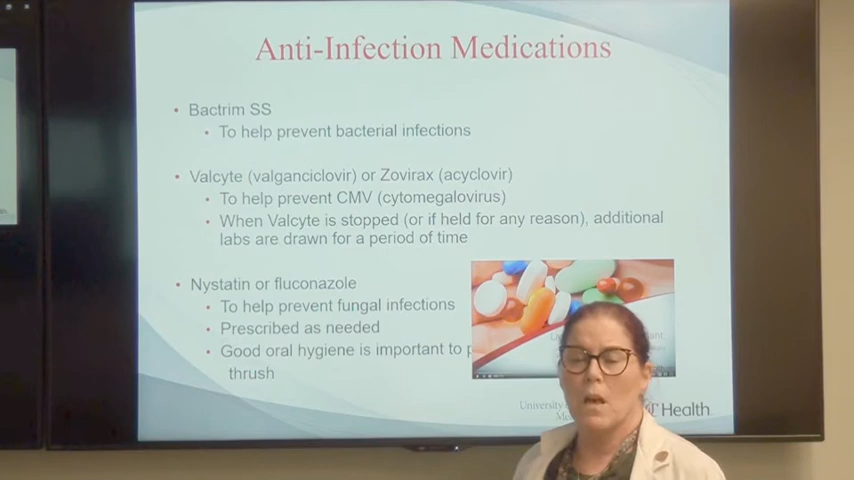 Anti-Infection Medications
• Bactrim SS
• To help prevent bacterial infections
• Valcyte (valganciclovir) or Zovirax (acyclovir)
• To help prevent CMV (cytomegalovirus)
• When Valcyte is stopped (or if held for any reason), additional
labs are drawn for a period of time
• Nystatin or fluconazole
• To help prevent fungal infections
• Prescribed as needed
• Good oral hygiene is important to
thrush
University
Health